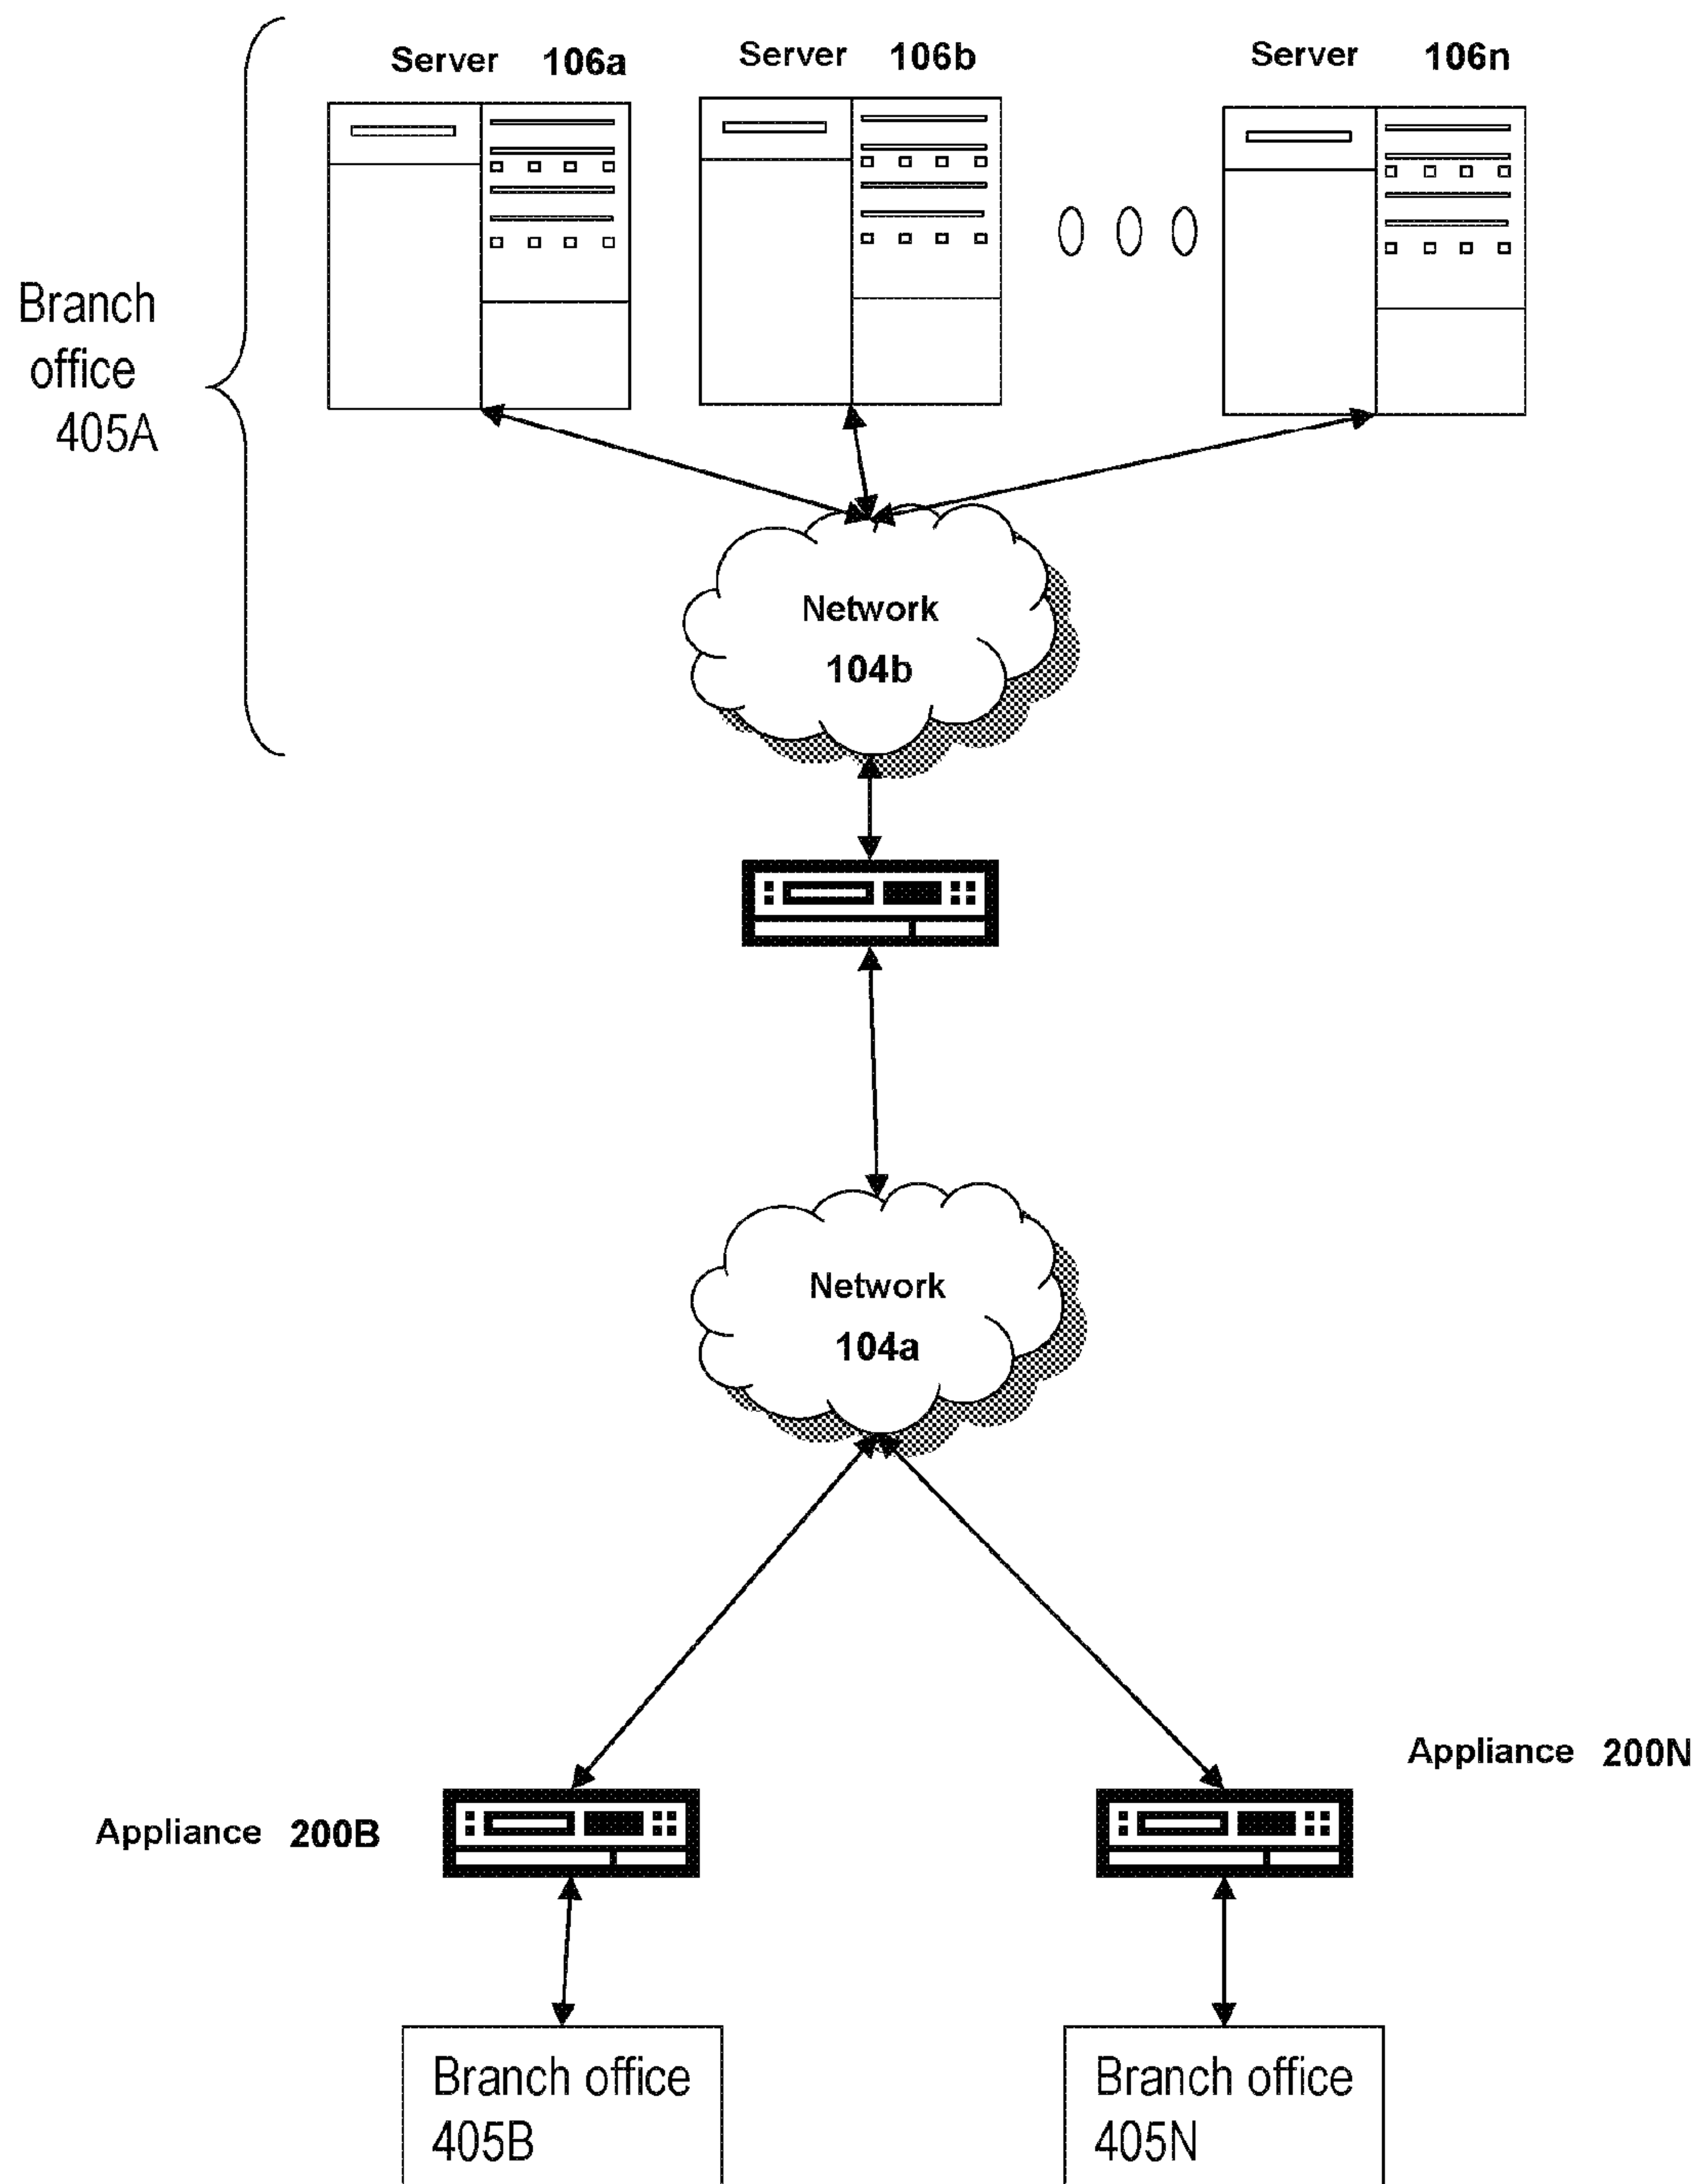 Server 106a
Server 106b
Server 106n
Branch
office
405A
Network
104b
Network
104a
Appliance 200N
Appliance 200B
Branch office
405B
Branch office
405N